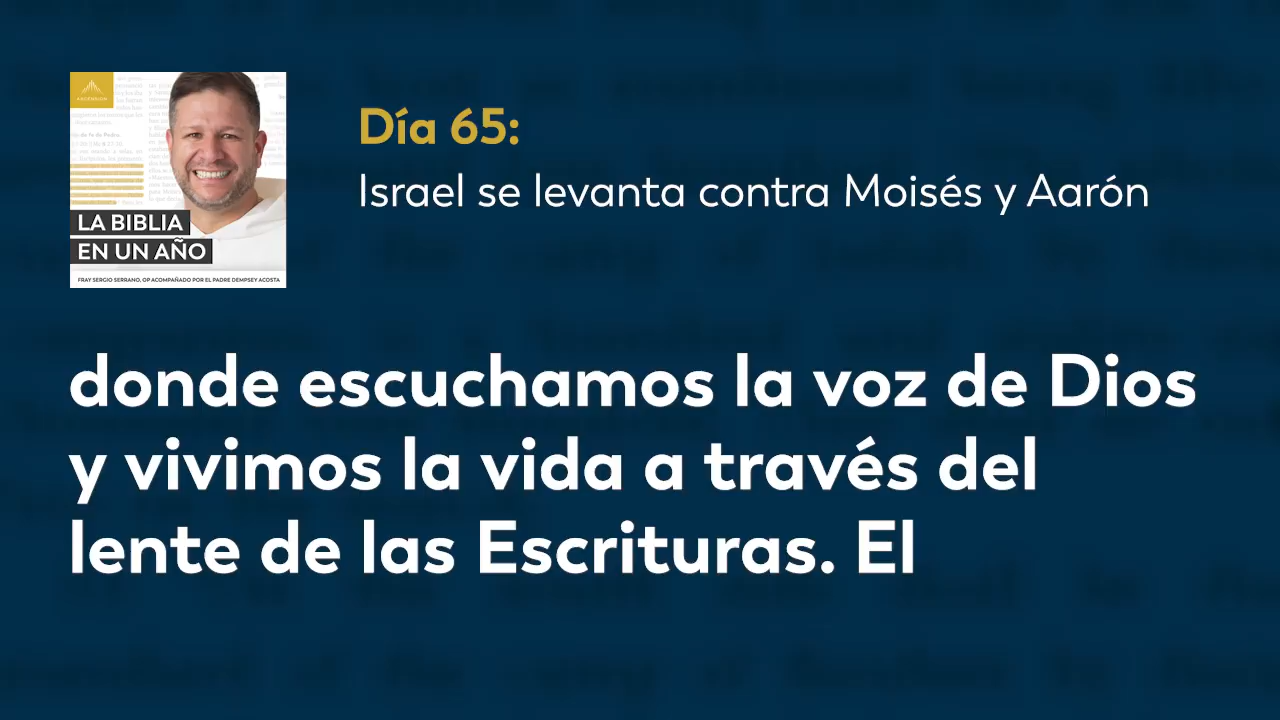 ASCENSION
LA BIBLIA
EN UN AÑO
FRAY SERGIO SERRANO, OP ACOMPAÑADO POR EL PADRE DEMPSEY ACOSTA
Día 65:
Israel se levanta contra Moisés y Aarón
donde escuchamos la voz de Dios
y vivimos la vida a través del
lente de las Escrituras. El